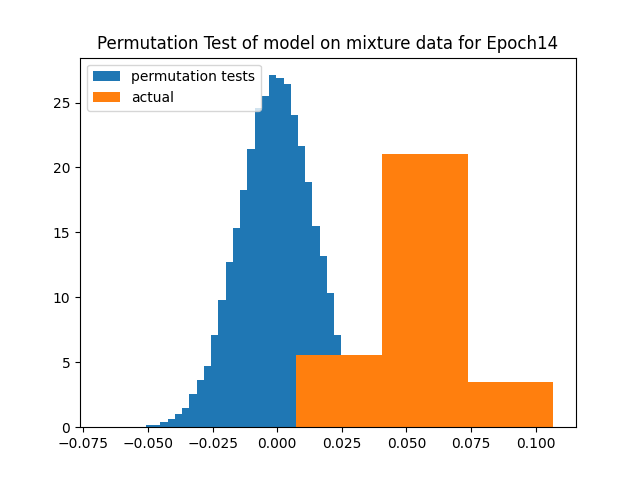 Permutation Test of model on mixture data for Epoch14
permutation tests
actual
25
20
15
10
5
0
−0.075 −0.050 −0.025 0.000 0.025 0.050 0.075 0.100